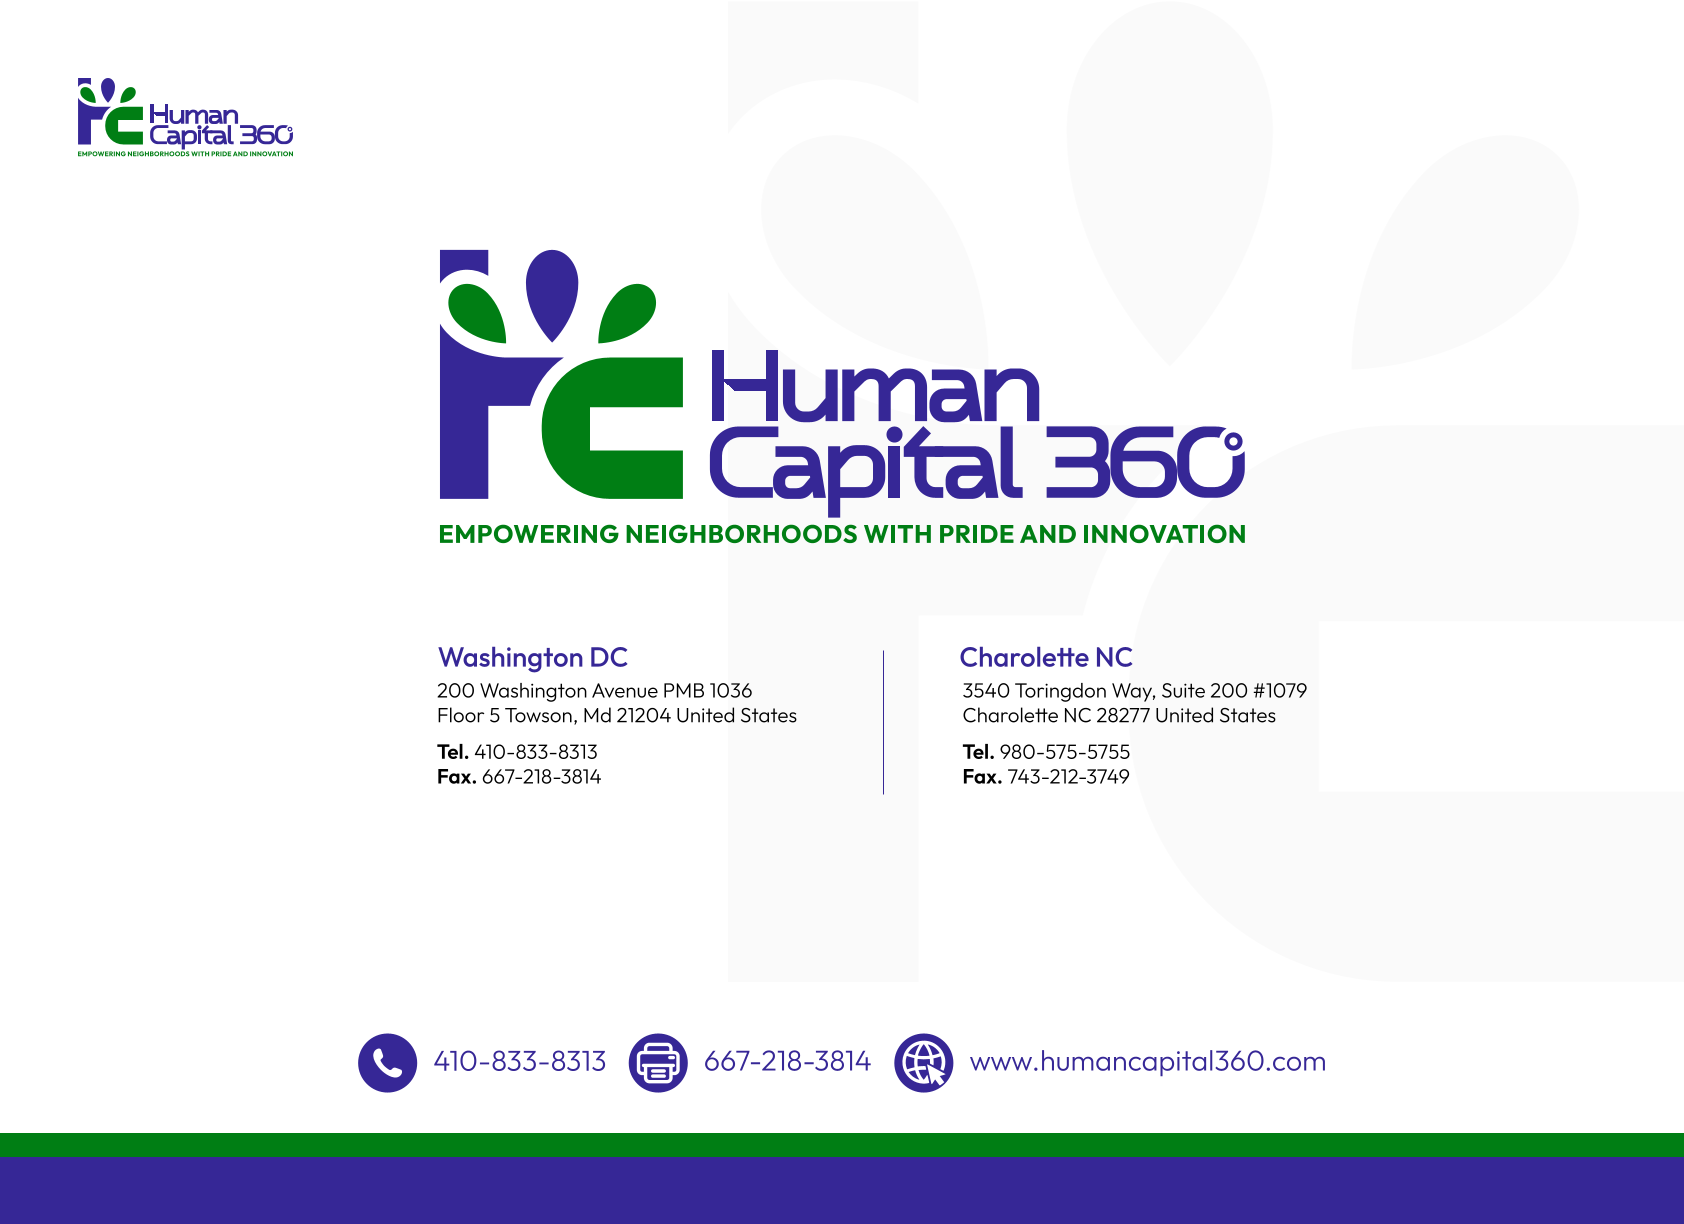 Human
Capital 360°
EMPOWERING NEIGHBORHOODS WITH PRIDE AND INNOVATION
Human
Capital 360°
EMPOWERING NEIGHBORHOODS WITH PRIDE AND INNOVATION
Washington DC
200 Washington Avenue PMB 1036
Floor 5 Towson, Md 21204 United States
Tel. 410-833-8313
Fax. 667-218-3814
Charolette NC
3540 Toringdon Way, Suite 200 #1079
Charolette NC 28277 United States
Tel. 980-575-5755
Fax. 743-212-3749
410-833-8313
667-218-3814
www.humancapital360.com